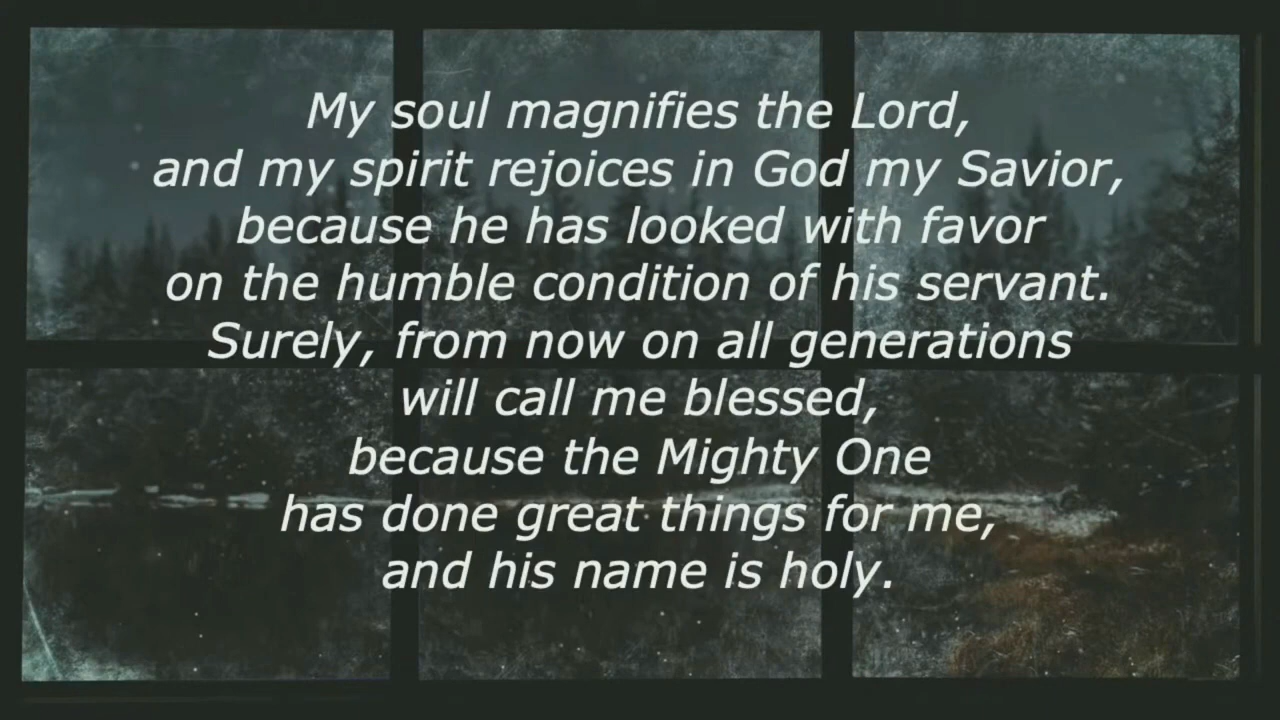 My soul magnifies the Lord,
and my spirit rejoices in God my Savior,
because he has looked with favor
on the humble condition of his servant.
Surely, from now on all generations
will call me blessed,
because the Mighty One
has done great things for me,
and his name is holy.